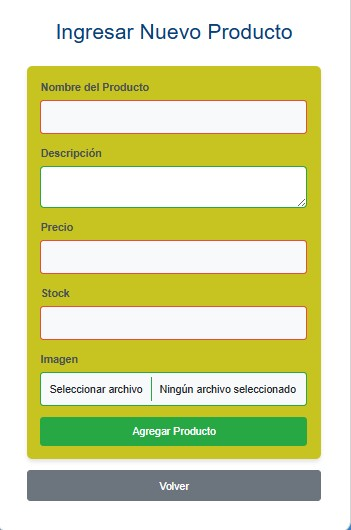 Ingresar Nuevo Producto
Nombre del Producto
Descripción
Precio
Stock
Imagen
Seleccionar archivo Ningún archivo seleccionado
Agregar Producto
Volver